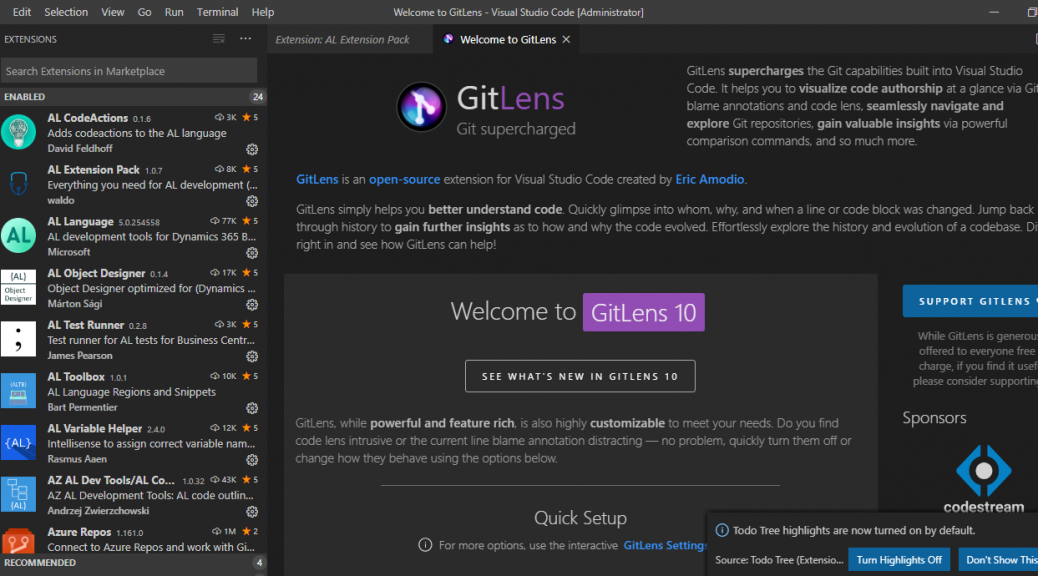 Edit Selection View Go Run Terminal Help
Welcome to GitLens - Visual Studio Code [Administrator]
EXTENSIONS
Extension: AL Extension Pack
Welcome to GitLens
Search Extensions in Marketplace
ENABLED 24
AL CodeActions 0.1.6 3K 5
Adds codeactions to the AL language
David Feldhoff
AL Extension Pack 1.0.7 8K 5
Everything you need for AL development (...
waldo
AL Language 5.0.254558 77K 5
AL development tools for Dynamics 365 B...
Microsoft
AL
AL Object Designer 0.1.4 17K 5
Object Designer optimized for (Dynamics ...
Márton Sági
{AL}
Object
Designer
AL Test Runner 0.2.8 3K 5
Test runner for AL tests for Business Centr...
James Pearson
;
AL Toolbox 1.0.1 10K 5
AL Language Regions and Snippets
Bart Permentier
AL Variable Helper 2.4.0 12K 5
Intellisense to assign correct variable nam...
Rasmus Aaen
{AL}
AZ AL Dev Tools/AL Co... 1.0.32 43K 5
AZ AL Development Tools: AL code outlin...
Andrzej Zwierzchowski
{AL}
Azure Repos 1.161.0 1M 2
Connect to Azure Repos and work with Gi...
RECOMMENDED 4
GitLens
Git supercharged
GitLens supercharges the Git capabilities built into Visual Studio
Code. It helps you to visualize code authorship at a glance via Git
blame annotations and code lens, seamlessly navigate and
explore Git repositories, gain valuable insights via powerful
comparison commands, and so much more.
GitLens is an open-source extension for Visual Studio Code created by Eric Amodio.
GitLens simply helps you better understand code. Quickly glimpse into whom, why, and when a line or code block was changed. Jump back
through history to gain further insights as to how and why the code evolved. Effortlessly explore the history and evolution of a codebase. Di
right in and see how GitLens can help!
Welcome to GitLens 10
SEE WHAT'S NEW IN GITLENS 10
GitLens, while powerful and feature rich, is also highly customizable to meet your needs. Do you find
code lens intrusive or the current line blame annotation distracting — no problem, quickly turn them off or
change how they behave using the options below.
Quick Setup
For more options, use the interactive GitLens Settings
SUPPORT GITLENS
While GitLens is generous
offered to everyone free
charge, if you find it usef
please consider supporting
Sponsors
codestream
Todo Tree highlights are now turned on by default.
Source: Todo Tree (Extensio...
Turn Highlights Off
Don't Show This